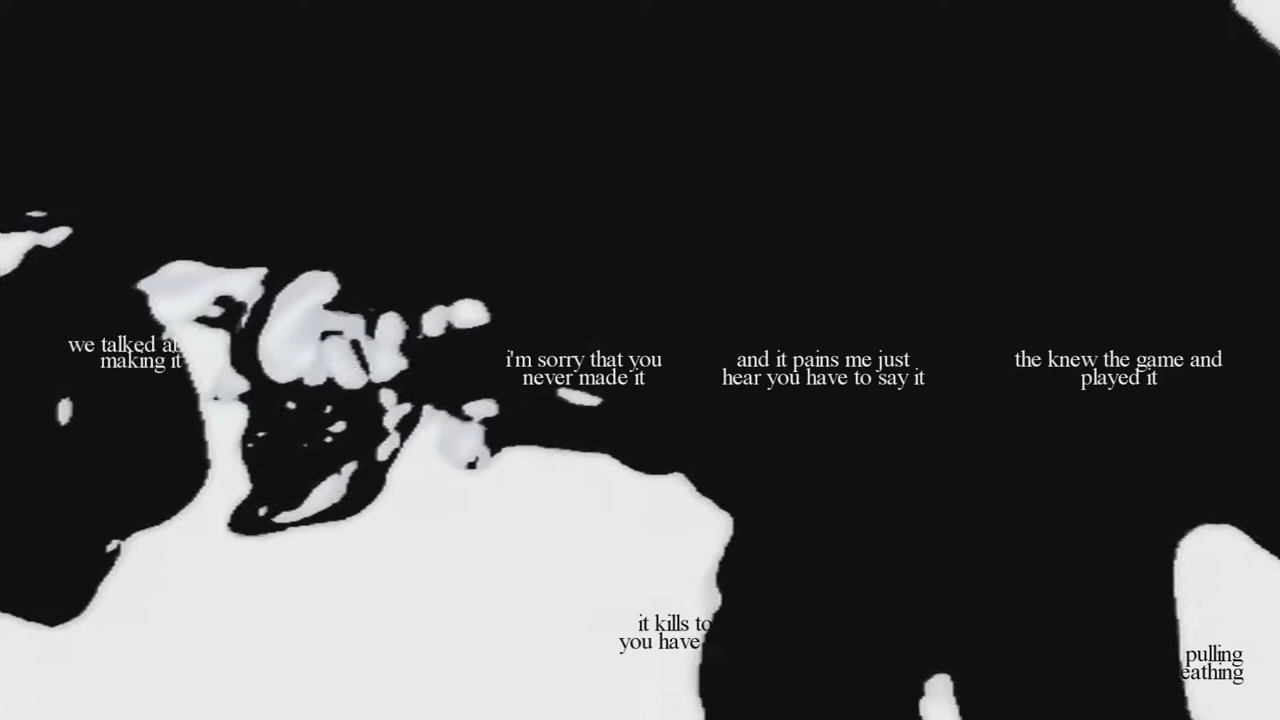 we talked a
making it
i'm sorry that you
never made it
and it pains me just
hear you have to say it
the knew the game and
played it
it kills to
you have
pulling
eathing